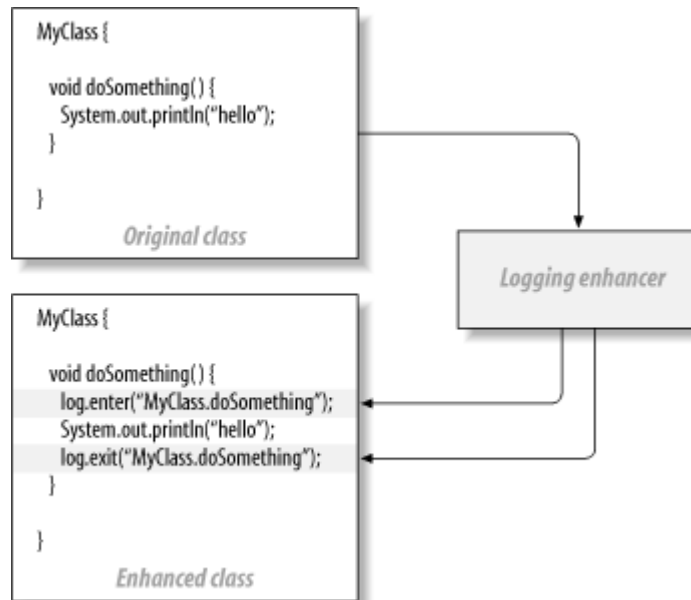 MyClass {
void doSomething() {
System.out.println("hello");
}
}
Original class
Logging enhancer
MyClass {
void doSomething() {
log.enter("MyClass.doSomething");
System.out.println("hello");
log.exit("MyClass.doSomething");
}
}
Enhanced class